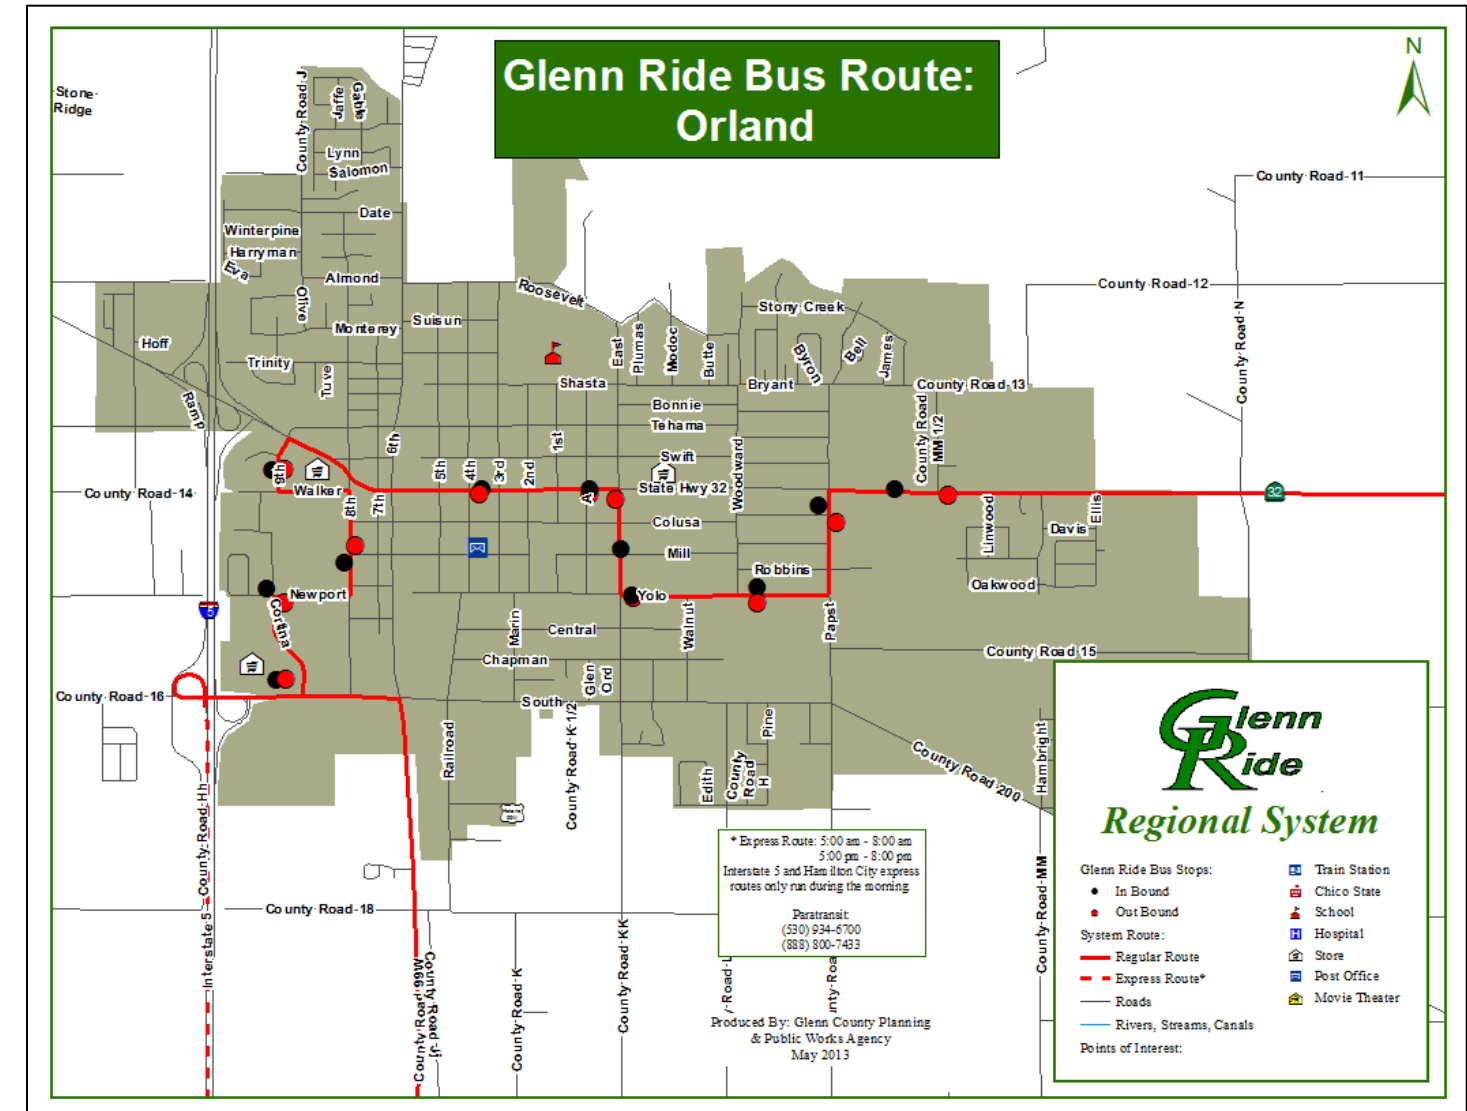 Glenn Ride Bus Route:
Orland
N
Stone
Ridge
County Road J
Jaffe
Gable
Lynn
Salomon
Date
Winterpine
Harryman
Eva
Almond
Olive
Monterey
Suisun
Roosevelt
Hoff
Trinity
Tuve
Ramp
Shasta
East
Plumas
Modoc
Butte
Stony Creek
Byron
Bell
James
Bryant
County Road 11
County Road 12
County Road 13
County Road N
Bonnie
Tehama
Swift
State Hwy 32
Woodward
County Road
MM 1/2
6th
5th
4th
3rd
2nd
1st
A
9th
Walker
8th
7th
County Road 14
32
Colusa
Mill
Robbins
Yolo
Linwood
Davis
Ellis
Oakwood
Newport
Cortina
5
Marin
Central
Chapman
Walnut
Papst
County Road 15
Glen
Ord
County Road 16
South
Railroad
County Road K 1/2
Pine
Edith
County
Road
H
County Road 200
Hambright
County Road MM
Interstate 5
County Road HH
County Road 18
County Road JJ
County Road M66
County Road K
County Road KK
Road L
nty Roa
* Express Route: 5:00 am - 8:00 am
5:00 pm - 8:00 pm
Interstate 5 and Hamilton City express
routes only run during the morning
Paratransit:
(530) 934-6700
(888) 800-7433
Produced By: Glenn County Planning
& Public Works Agency
May 2013
Glenn
Ride
Regional System
Glenn Ride Bus Stops:
In Bound
Out Bound
System Route:
Regular Route
Express Route*
Roads
Rivers, Streams, Canals
Points of Interest:
Train Station
Chico State
School
Hospital
Store
Post Office
Movie Theater